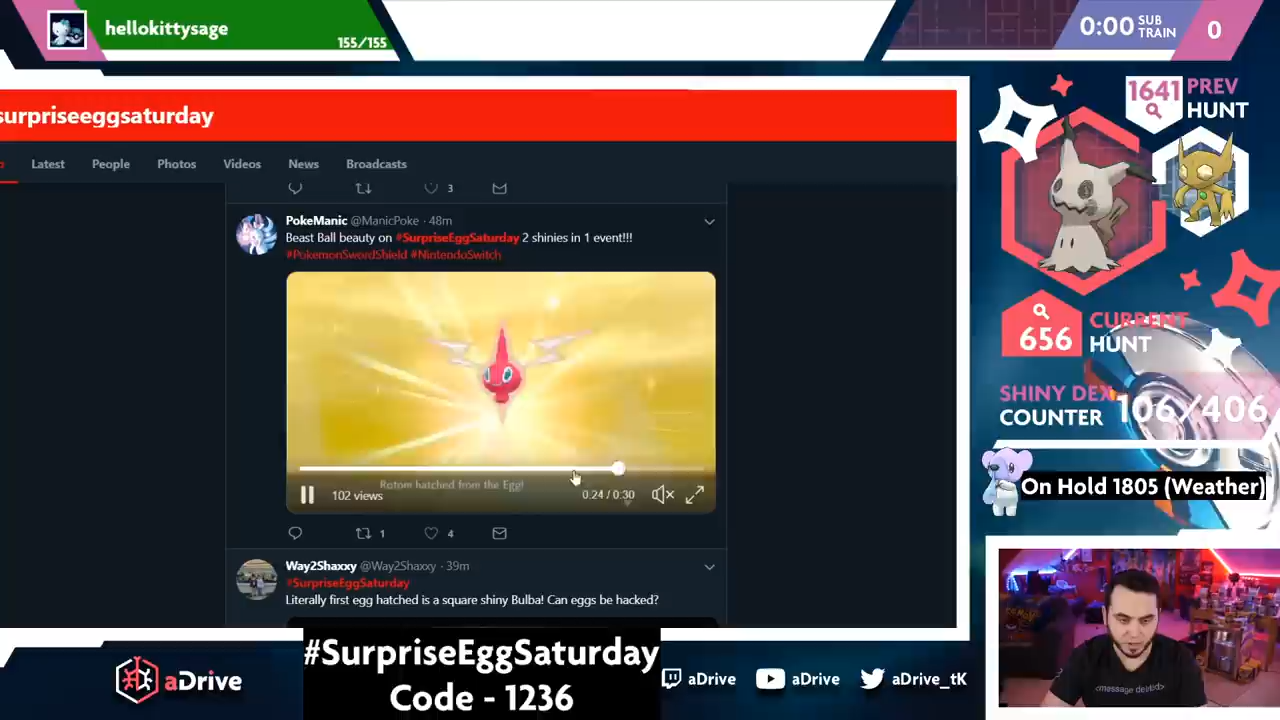 hellokittysage
155/155
0:00 SUB TRAIN
0
surpriseeggsaturday
Latest People Photos Videos News Broadcasts
3
PokeManic @ManicPoke · 48m
Beast Ball beauty on #SurpriseEggSaturday 2 shinies in 1 event!!!
#PokemonSwordShield #NintendoSwitch
Rotom hatched from the Egg!
102 views
0:24 / 0:30
1 4
Way2Shaxxy @Way2Shaxxy · 39m
#SurpriseEggSaturday
Literally first egg hatched is a square shiny Bulba! Can eggs be hacked?
1641 PREV
HUNT
656 CURRENT
HUNT
SHINY DEX
COUNTER 106/406
On Hold 1805 (Weather)
<message deleted>
aDrive
#SurpriseEggSaturday
Code - 1236
aDrive
aDrive
aDrive_tK